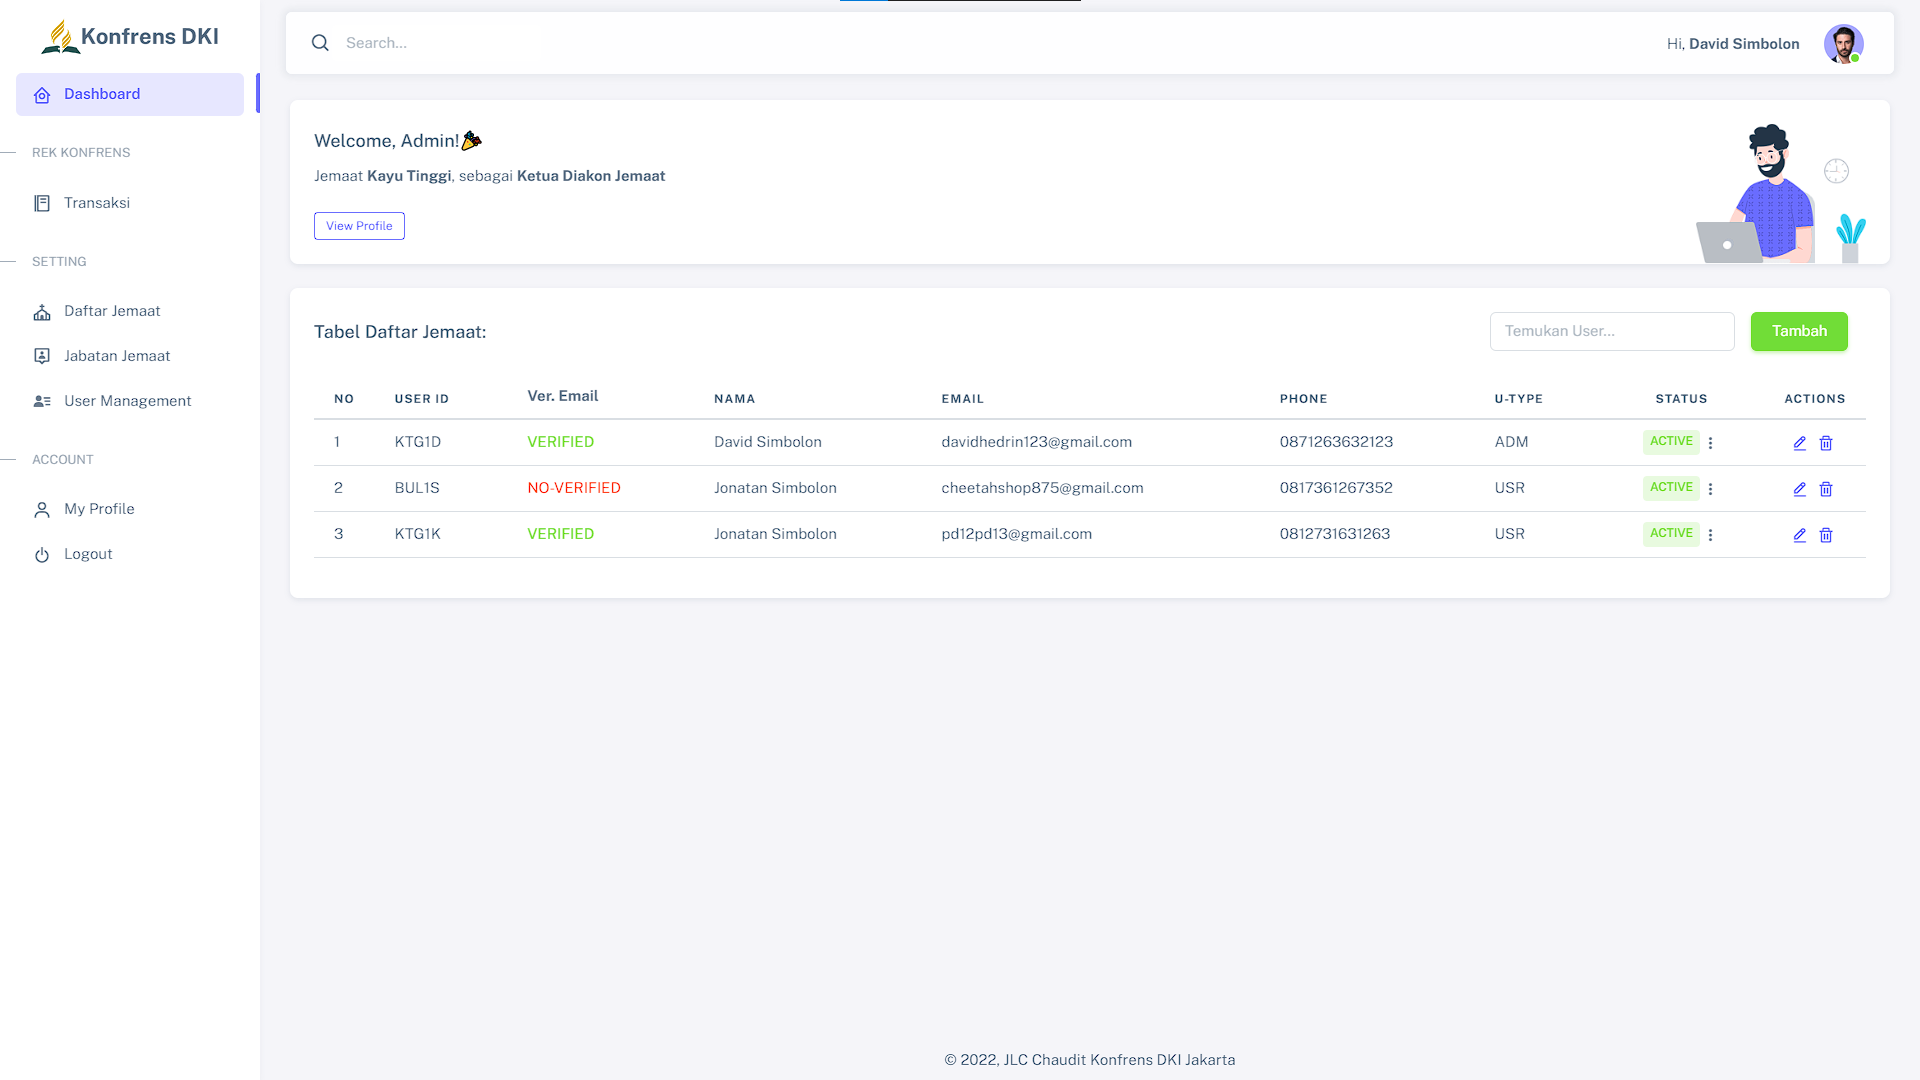 Konfrens DKI
Dashboard
REK KONFRENS
Transaksi
SETTING
Daftar Jemaat
Jabatan Jemaat
User Management
ACCOUNT
My Profile
Logout
Search...
Hi, David Simbolon
Welcome, Admin!
Jemaat Kayu Tinggi, sebagai Ketua Diakon Jemaat
View Profile
Tabel Daftar Jemaat:
Temukan User...
Tambah
NO USER ID Ver. Email NAMA EMAIL PHONE U-TYPE STATUS ACTIONS
1 KTG1D VERIFIED David Simbolon davidhedrin123@gmail.com 0871263632123 ADM ACTIVE
2 BUL1S NO-VERIFIED Jonatan Simbolon cheetahshop875@gmail.com 0817361267352 USR ACTIVE
3 KTG1K VERIFIED Jonatan Simbolon pd12pd13@gmail.com 0812731631263 USR ACTIVE
© 2022, JLC Chaudit Konfrens DKI Jakarta